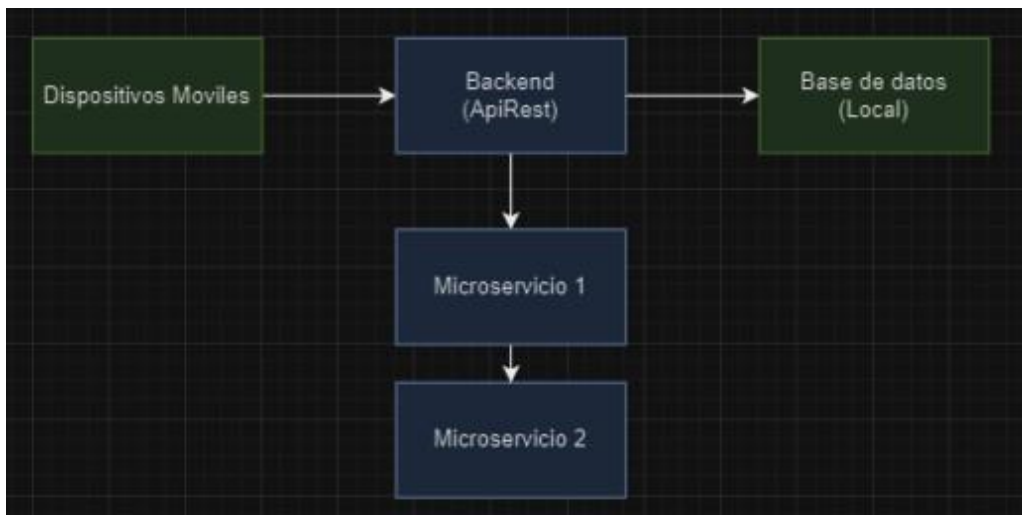 Dispositivos Moviles
Backend
(ApiRest)
Base de datos
(Local)
Microservicio 1
Microservicio 2